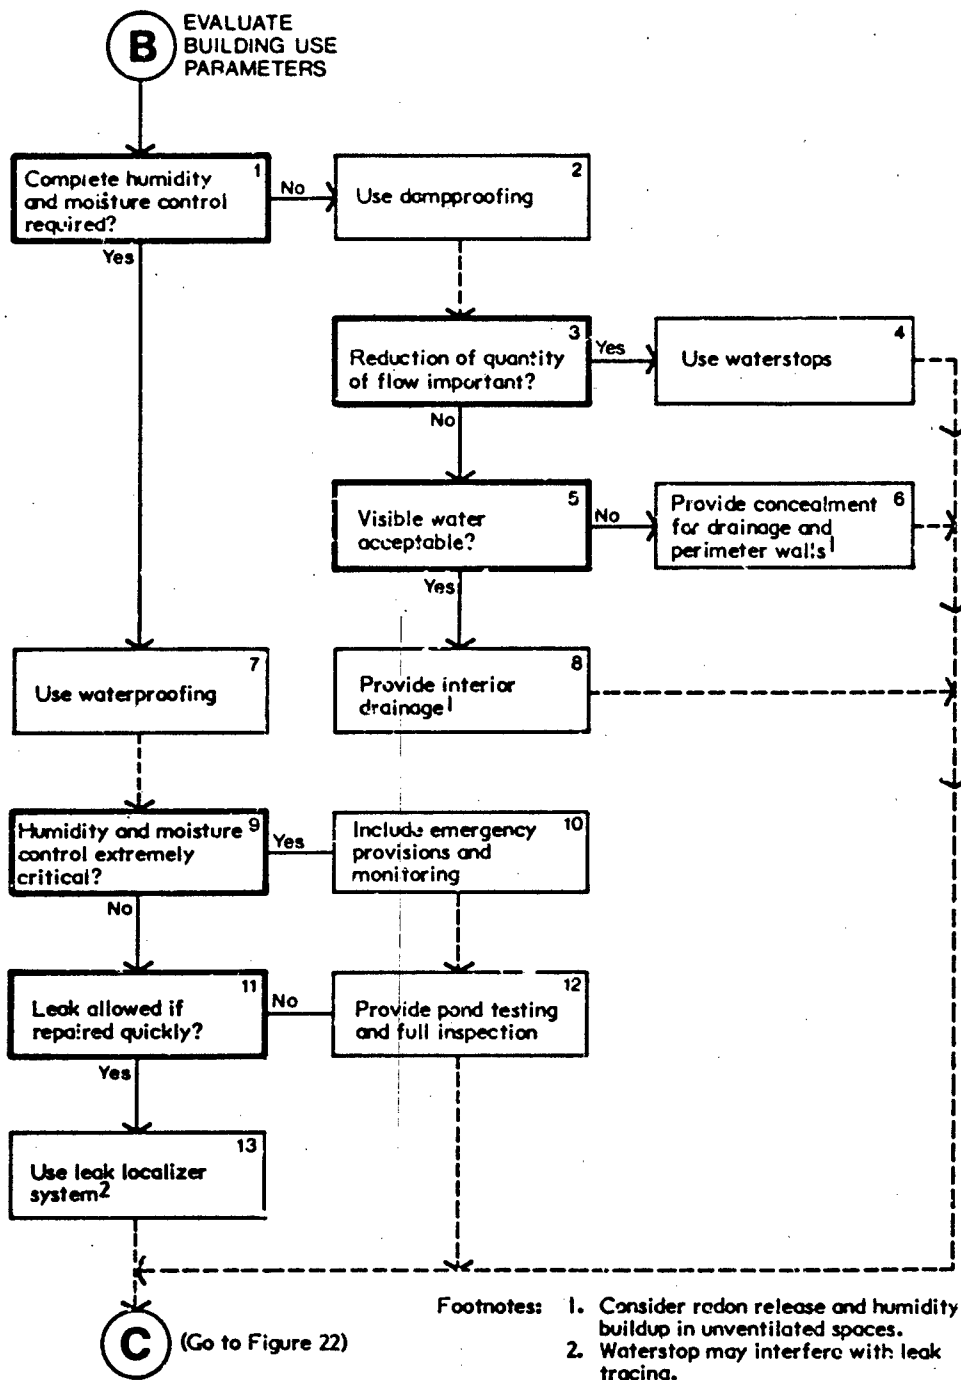 B
EVALUATE
BUILDING USE
PARAMETERS
1
Complete humidity
and moisture control
required?
No
Yes
2
Use dampproofing
3
Reduction of quantity
of flow important?
Yes
No
4
Use waterstops
5
Visible water
acceptable?
No
Yes
6
Provide concealment
for drainage and
perimeter walls1
7
Use waterproofing
8
Provide interior
drainage1
9
Humidity and moisture
control extremely
critical?
Yes
No
10
Include emergency
provisions and
monitoring
11
Leak allowed if
repaired quickly?
No
Yes
12
Provide pond testing
and full inspection
13
Use leak localizer
system2
C
(Go to Figure 22)
Footnotes: 1. Consider radon release and humidity
buildup in unventilated spaces.
2. Waterstop may interfere with leak
tracing.